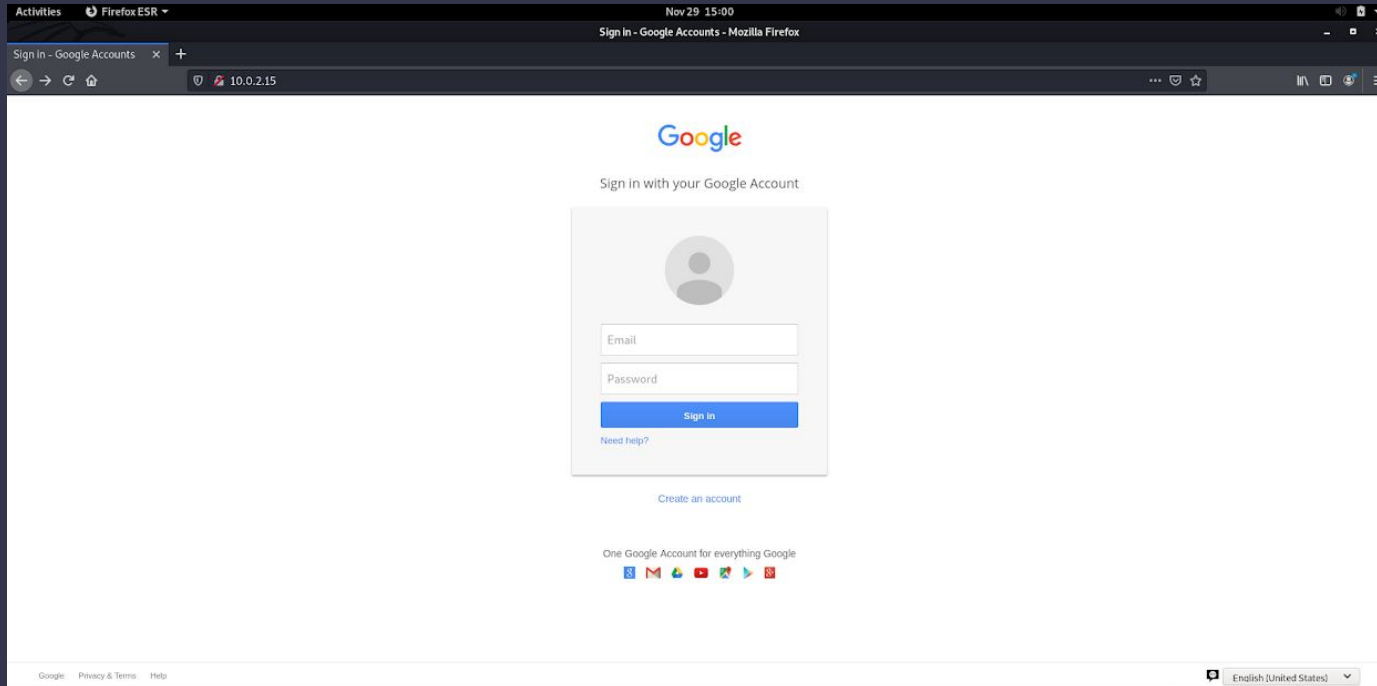 Activities Firefox ESR Nov 29 15:00
Sign in - Google Accounts - Mozilla Firefox
Sign in - Google Accounts
10.0.2.15
Google
Sign in with your Google Account
Email
Password
Sign in
Need help?
Create an account
One Google Account for everything Google
Google Privacy & Terms Help English (United States)